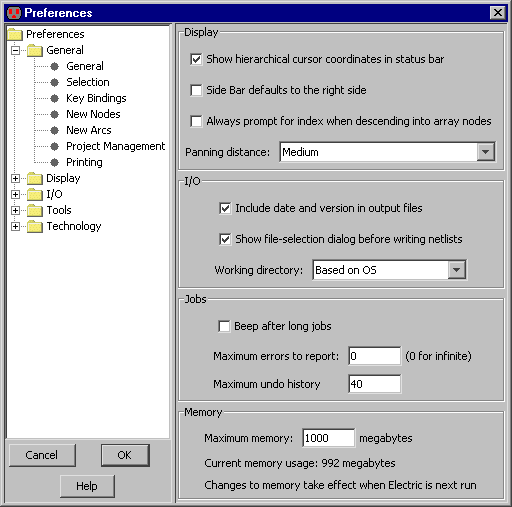 Preferences
Preferences
General
General
Selection
Key Bindings
New Nodes
New Arcs
Project Management
Printing
Display
I/O
Tools
Technology
Cancel
OK
Help
Display
Show hierarchical cursor coordinates in status bar
Side Bar defaults to the right side
Always prompt for index when descending into array nodes
Panning distance: Medium
I/O
Include date and version in output files
Show file-selection dialog before writing netlists
Working directory: Based on OS
Jobs
Beep after long jobs
Maximum errors to report: 0 (0 for infinite)
Maximum undo history 40
Memory
Maximum memory: 1000 megabytes
Current memory usage: 992 megabytes
Changes to memory take effect when Electric is next run